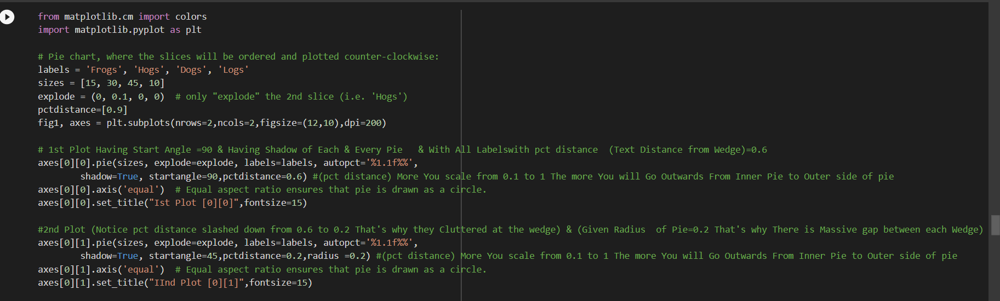 from matplotlib.cm import colors
import matplotlib.pyplot as plt
# Pie chart, where the slices will be ordered and plotted counter-clockwise:
labels = 'Frogs', 'Hogs', 'Dogs', 'Logs'
sizes = [15, 30, 45, 10]
explode = (0, 0.1, 0, 0)  # only "explode" the 2nd slice (i.e. 'Hogs')
pctdistance=[0.9]
fig1, axes = plt.subplots(nrows=2,ncols=2,figsize=(12,10),dpi=200)
# 1st Plot Having Start Angle =90 & Having Shadow of Each & Every Pie   & With All Labelswith pct distance  (Text Distance from Wedge)=0.6
axes[0][0].pie(sizes, explode=explode, labels=labels, autopct='%1.1f%%',
        shadow=True, startangle=90,pctdistance=0.6) #(pct distance) More You scale from 0.1 to 1 The more You will Go Outwards From Inner Pie to Outer side of pie
axes[0][0].axis('equal')  # Equal aspect ratio ensures that pie is drawn as a circle.
axes[0][0].set_title("Ist Plot [0][0]",fontsize=15)
#2nd Plot (Notice pct distance slashed down from 0.6 to 0.2 That's why they Cluttered at the wedge) & (Given Radius  of Pie=0.2 That's why There is Massive gap between each Wedge)
axes[0][1].pie(sizes, explode=explode, labels=labels, autopct='%1.1f%%',
        shadow=True, startangle=45,pctdistance=0.2,radius =0.2) #(pct distance) More You scale from 0.1 to 1 The more You will Go Outwards From Inner Pie to Outer side of pie
axes[0][1].axis('equal')  # Equal aspect ratio ensures that pie is drawn as a circle.
axes[0][1].set_title("IInd Plot [0][1]",fontsize=15)